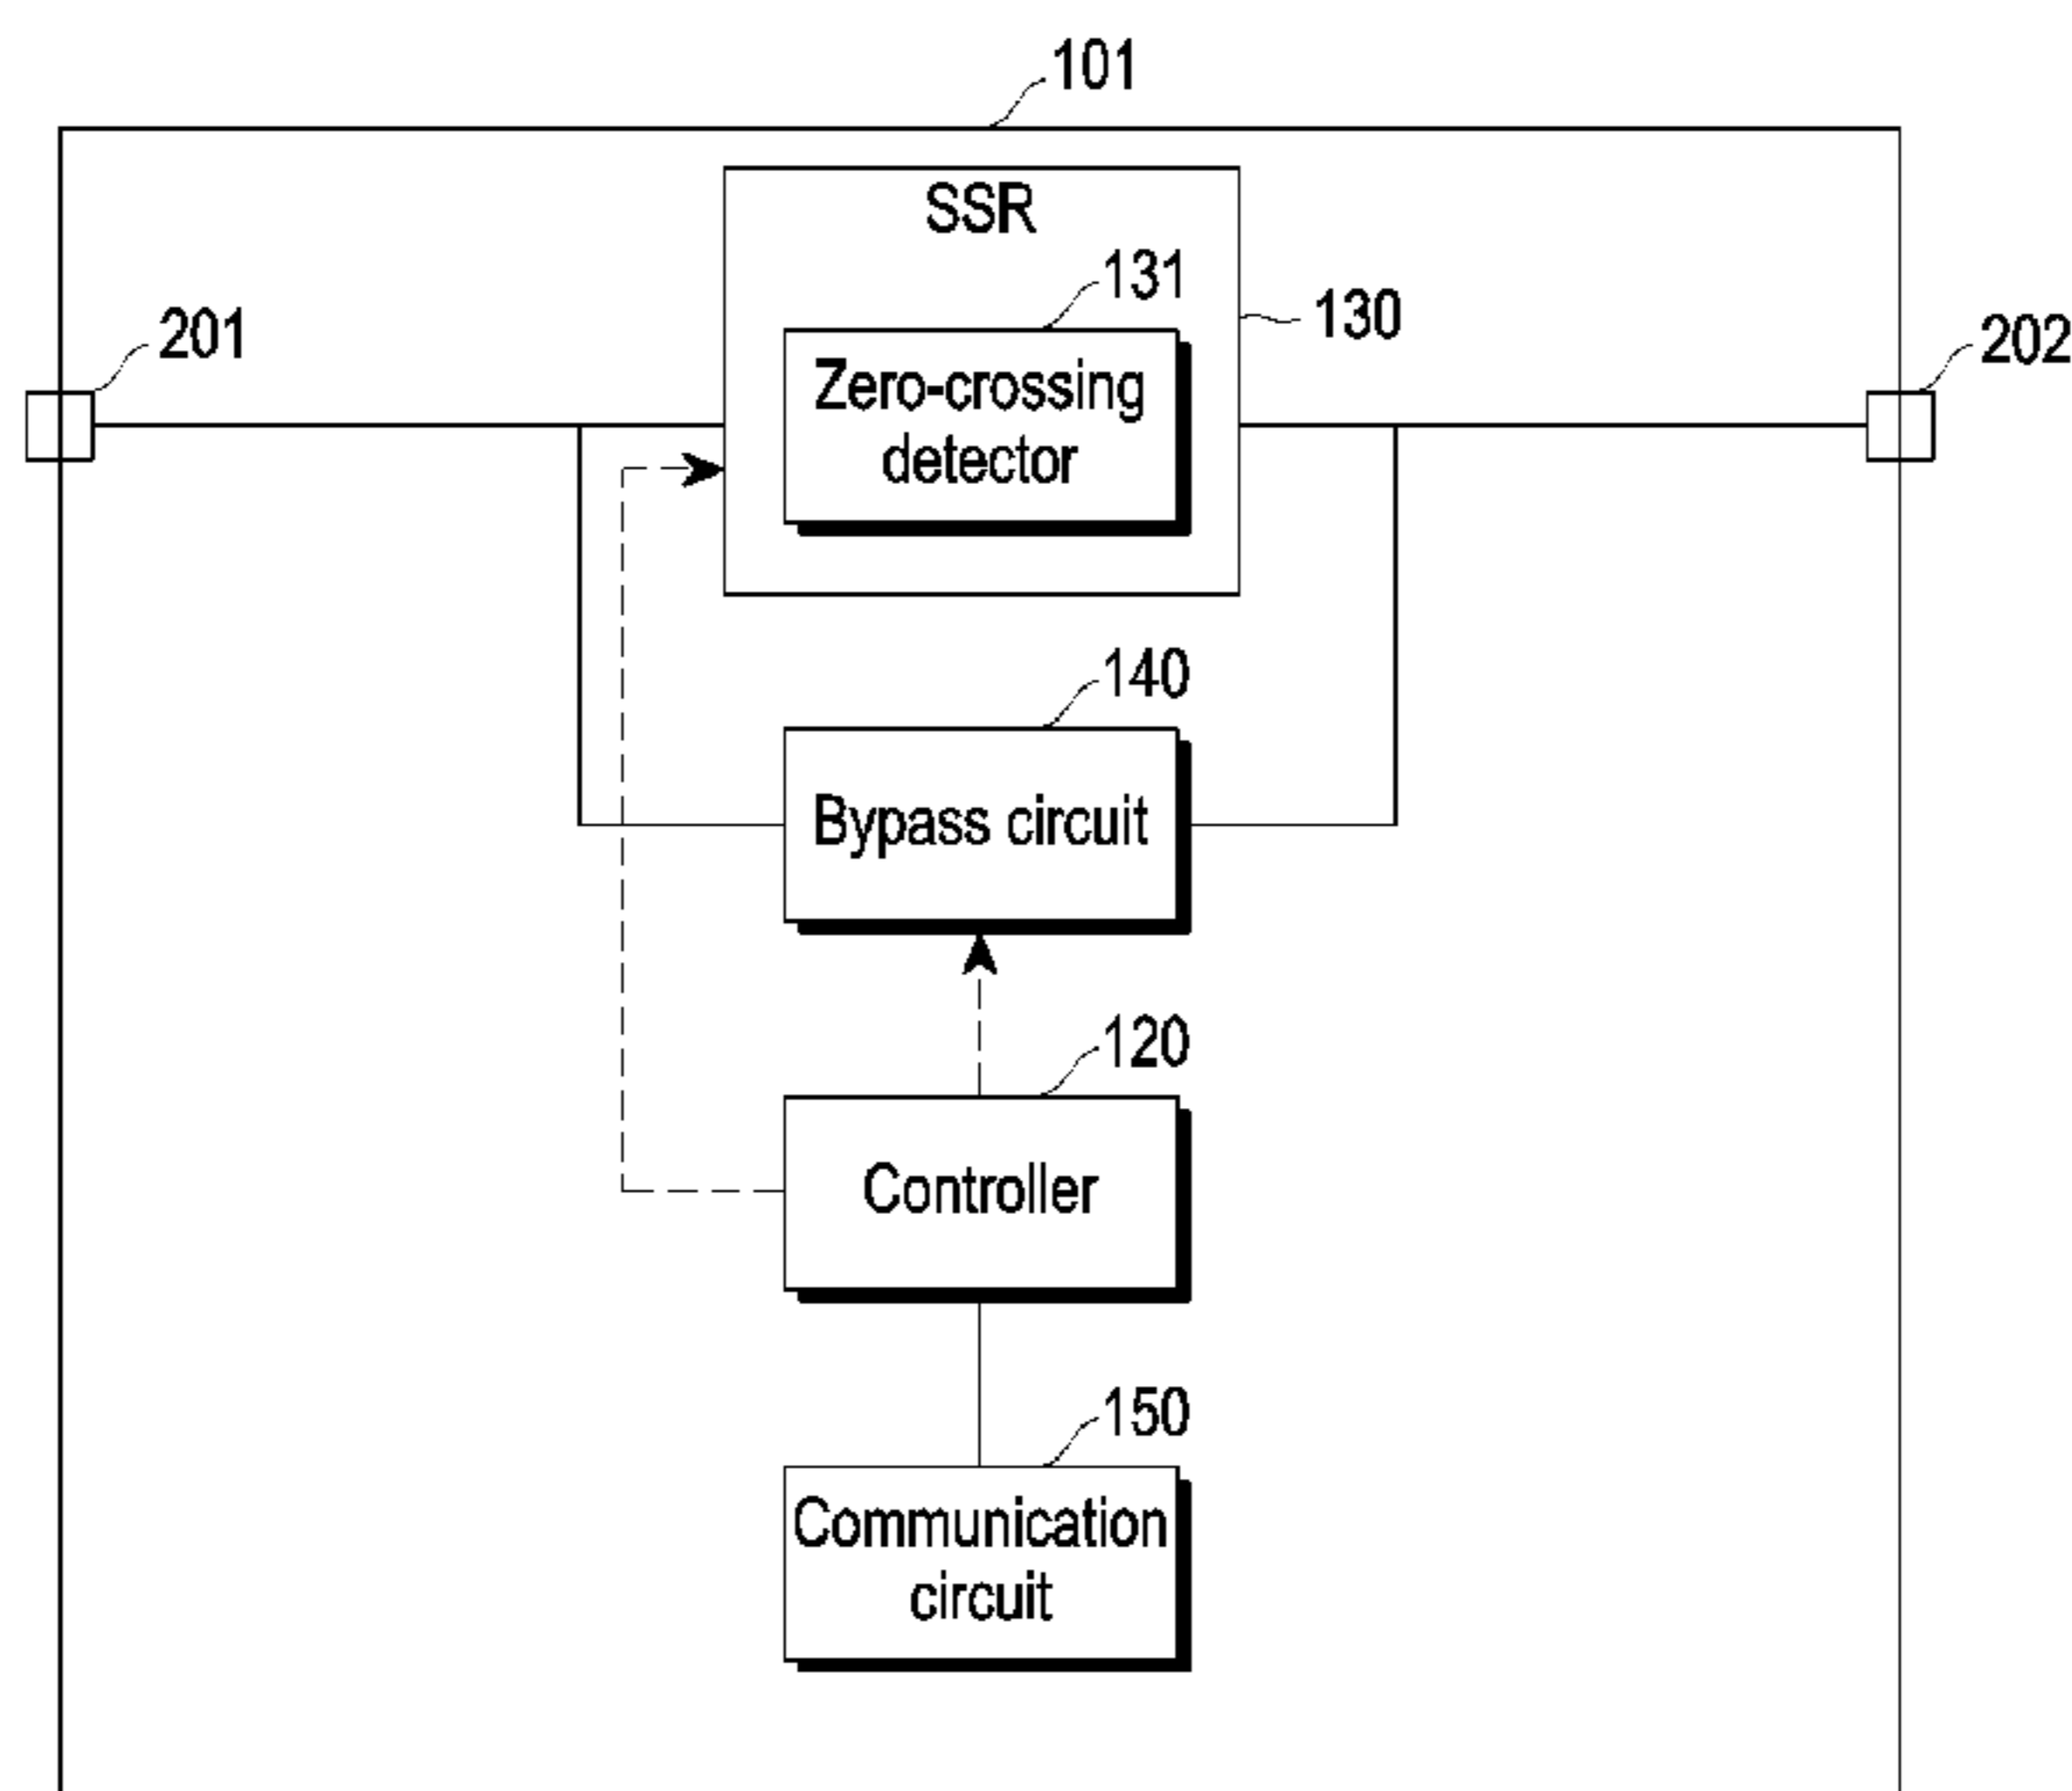 101
SSR
131
130
201
202
Zero-crossing
detector
140
Bypass circuit
120
Controller
150
Communication
circuit